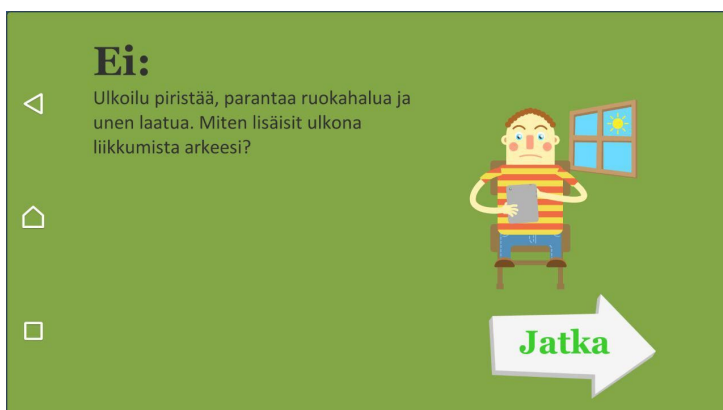 Ei:
Ulkoilu piristää, parantaa ruokahalua ja
unen laatua. Miten lisäisit ulkona
liikkumista arkeesi?
Jatka